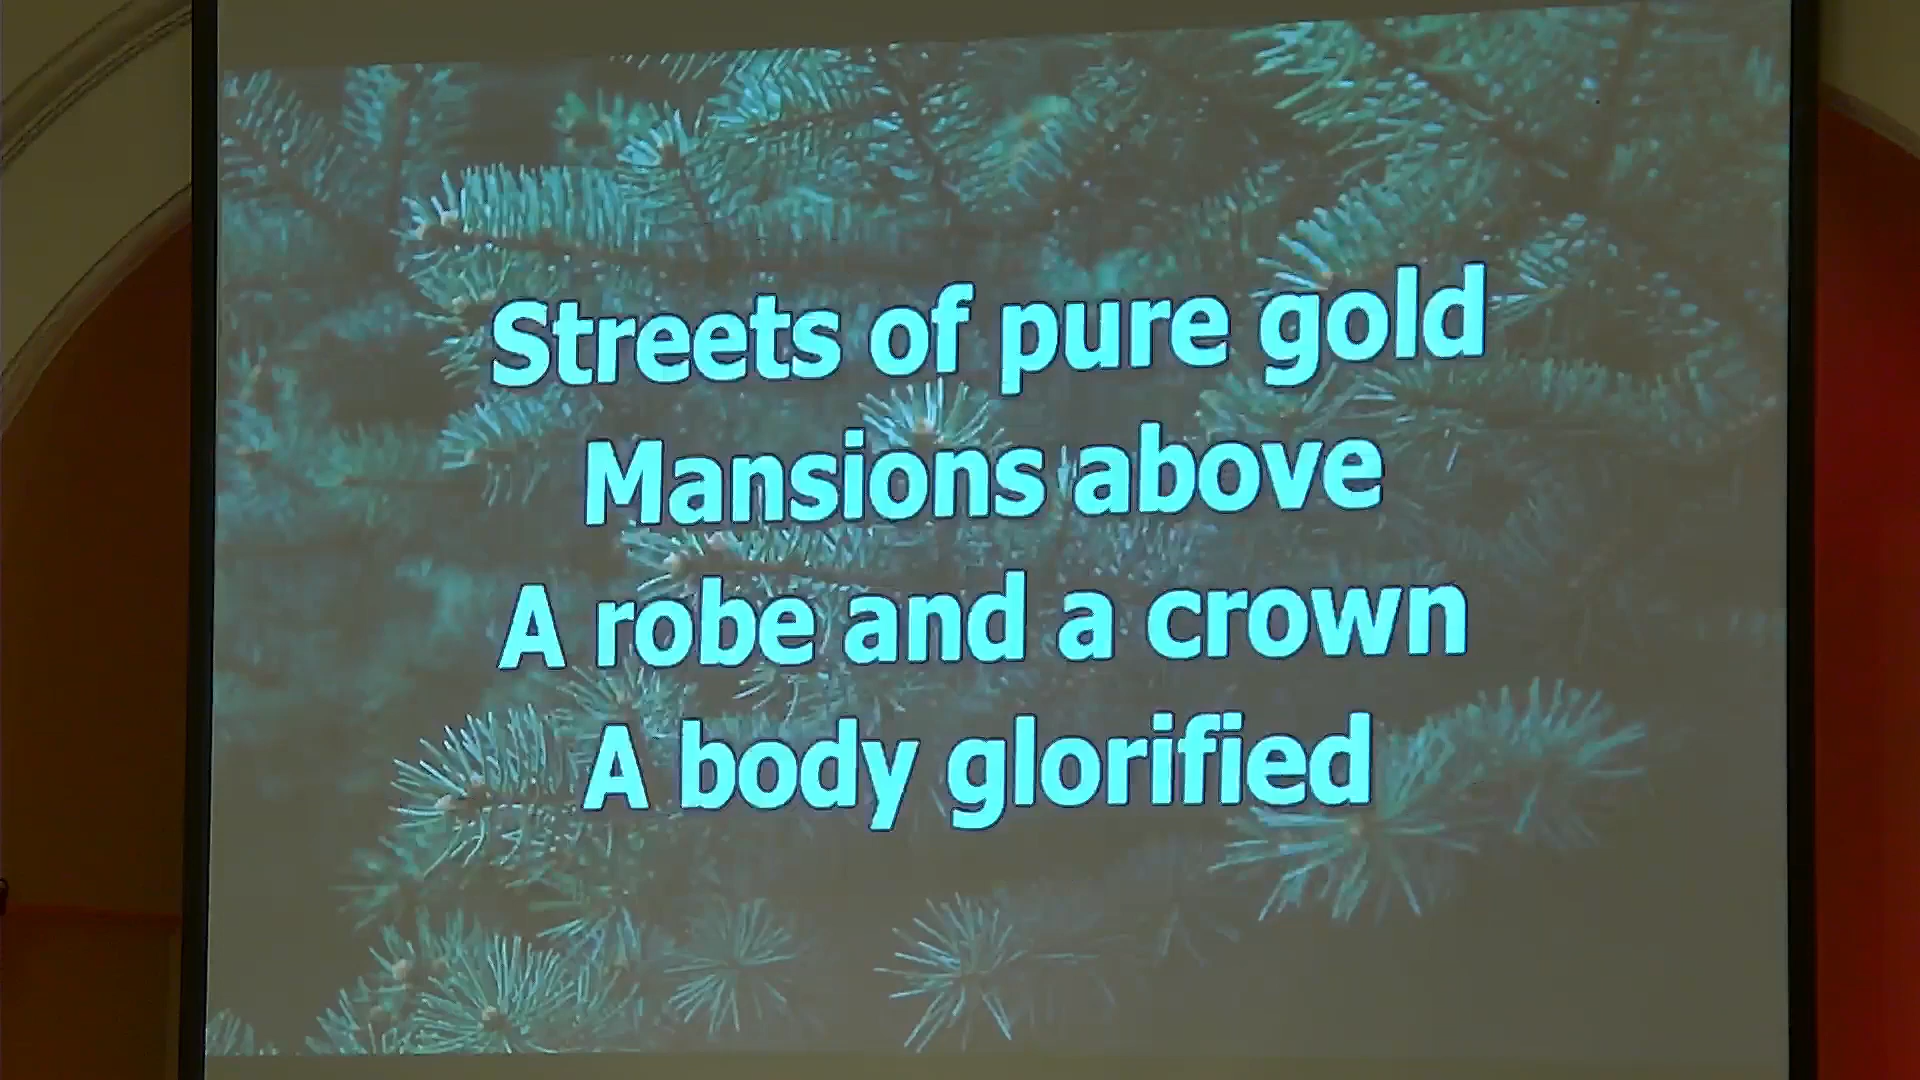 Streets of pure gold
Mansions above
A robe and a crown
A body glorified